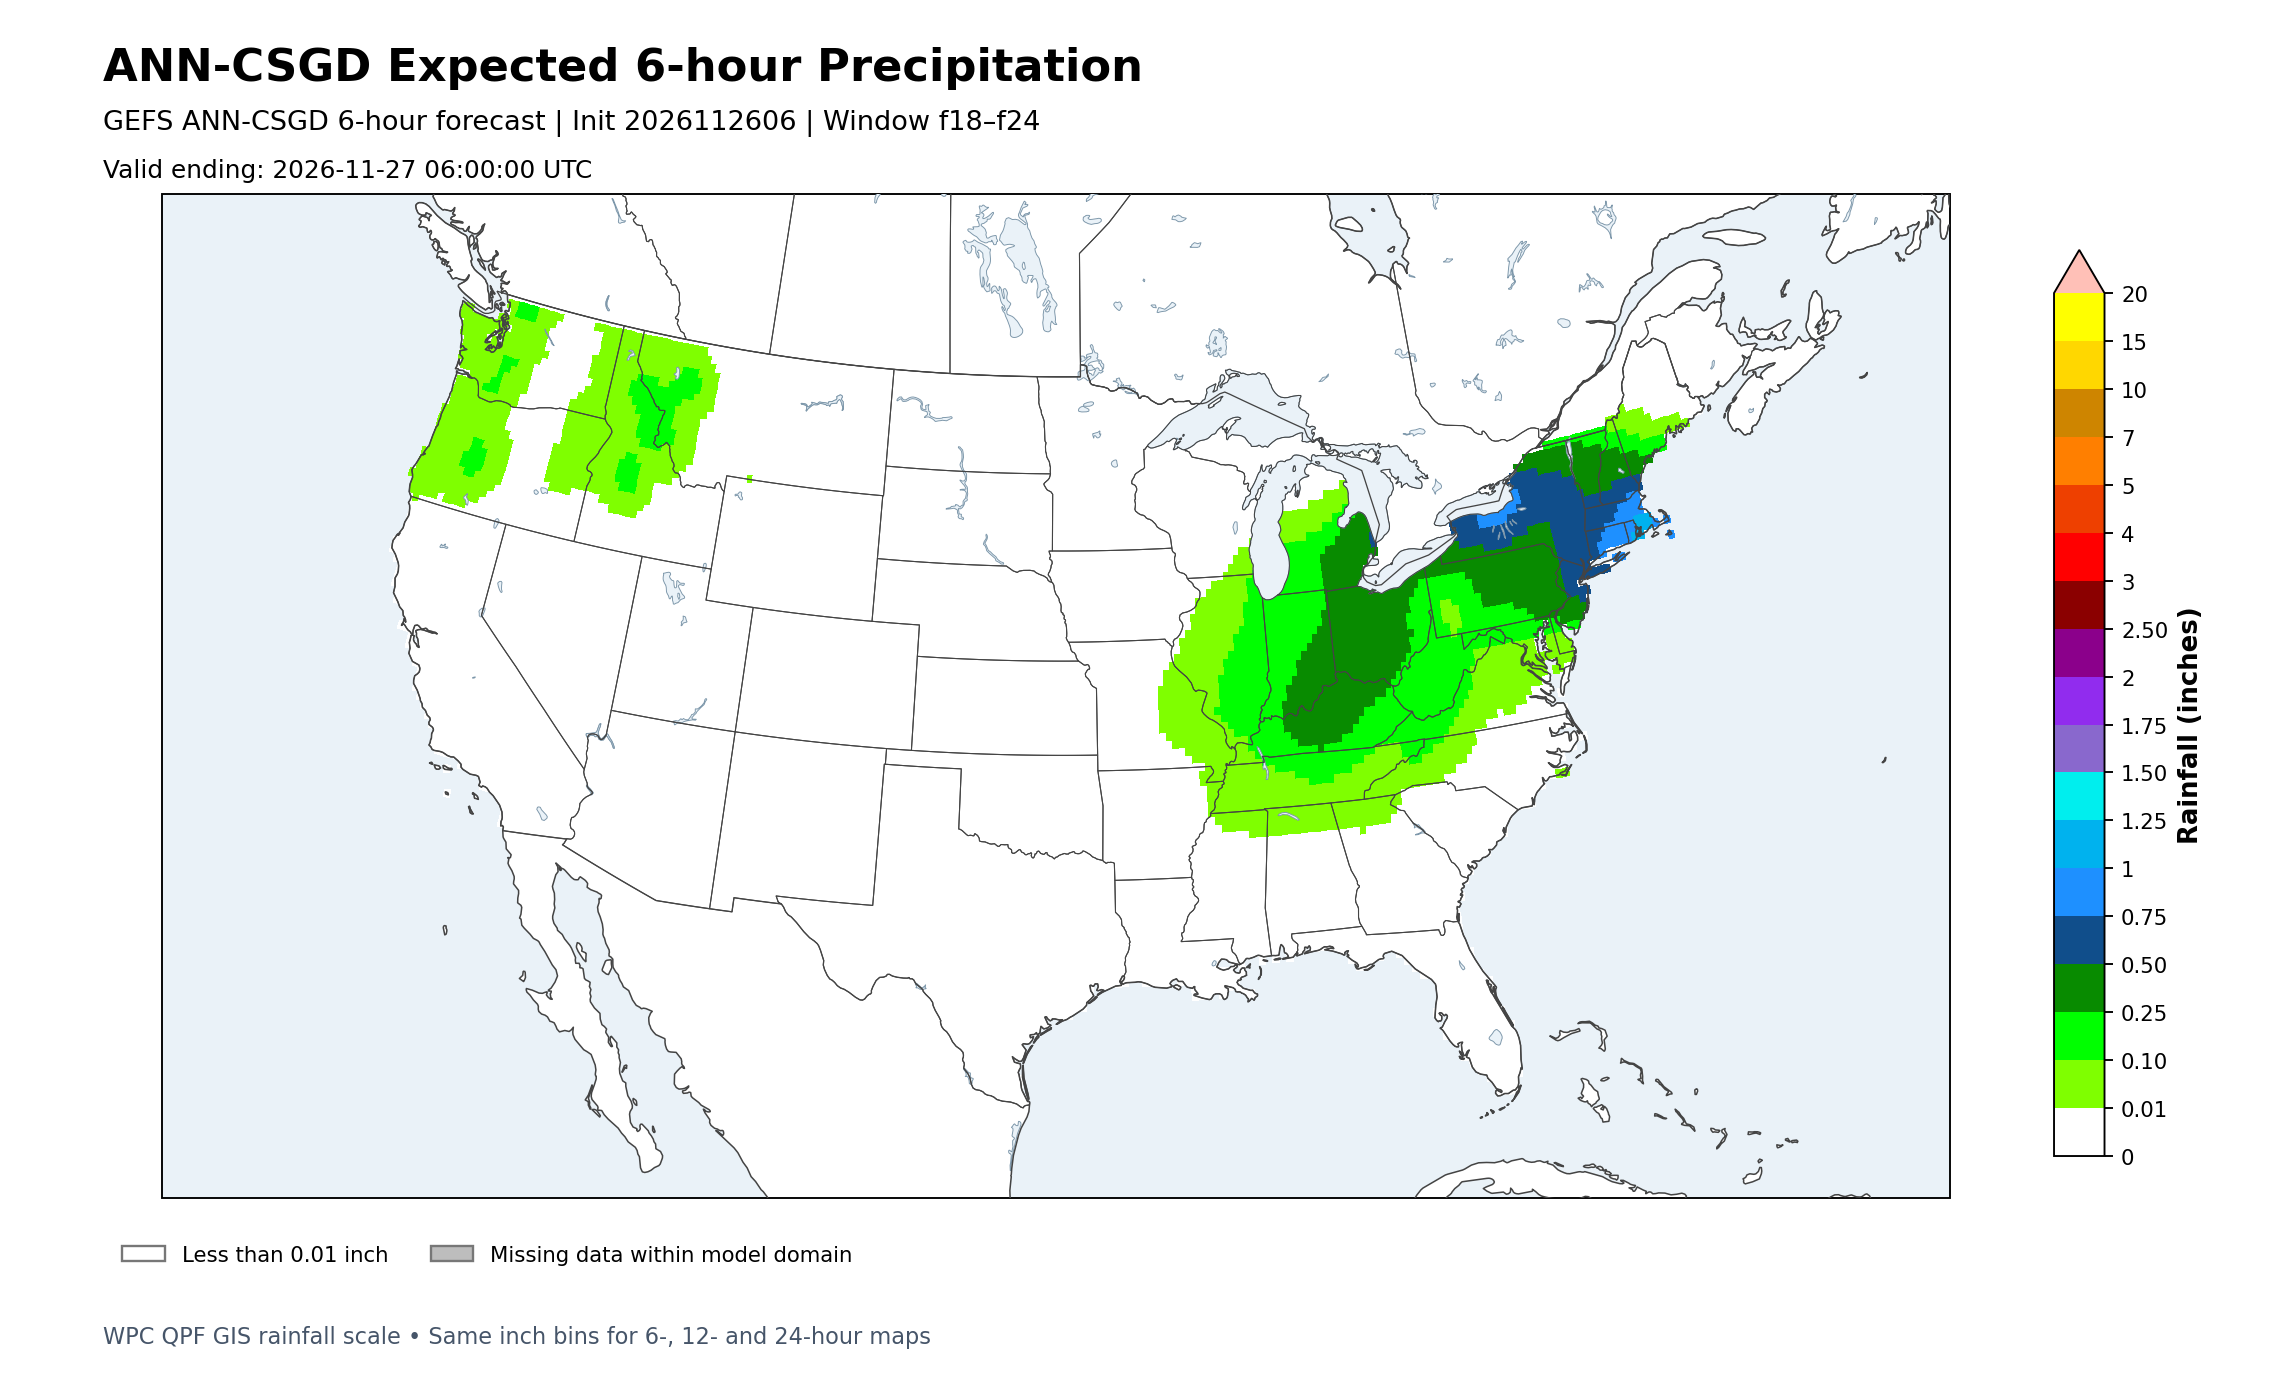 ANN-CSGD Expected 6-hour Precipitation
GEFS ANN-CSGD 6-hour forecast | Init 2026112606 | Window f18–f24
Valid ending: 2026-11-27 06:00:00 UTC
20
15
10
7
5
4
3
2.50
2
1.75
1.50
1.25
1
0.75
0.50
0.25
0.10
0.01
0
Rainfall (inches)
Less than 0.01 inch
Missing data within model domain
WPC QPF GIS rainfall scale • Same inch bins for 6-, 12- and 24-hour maps